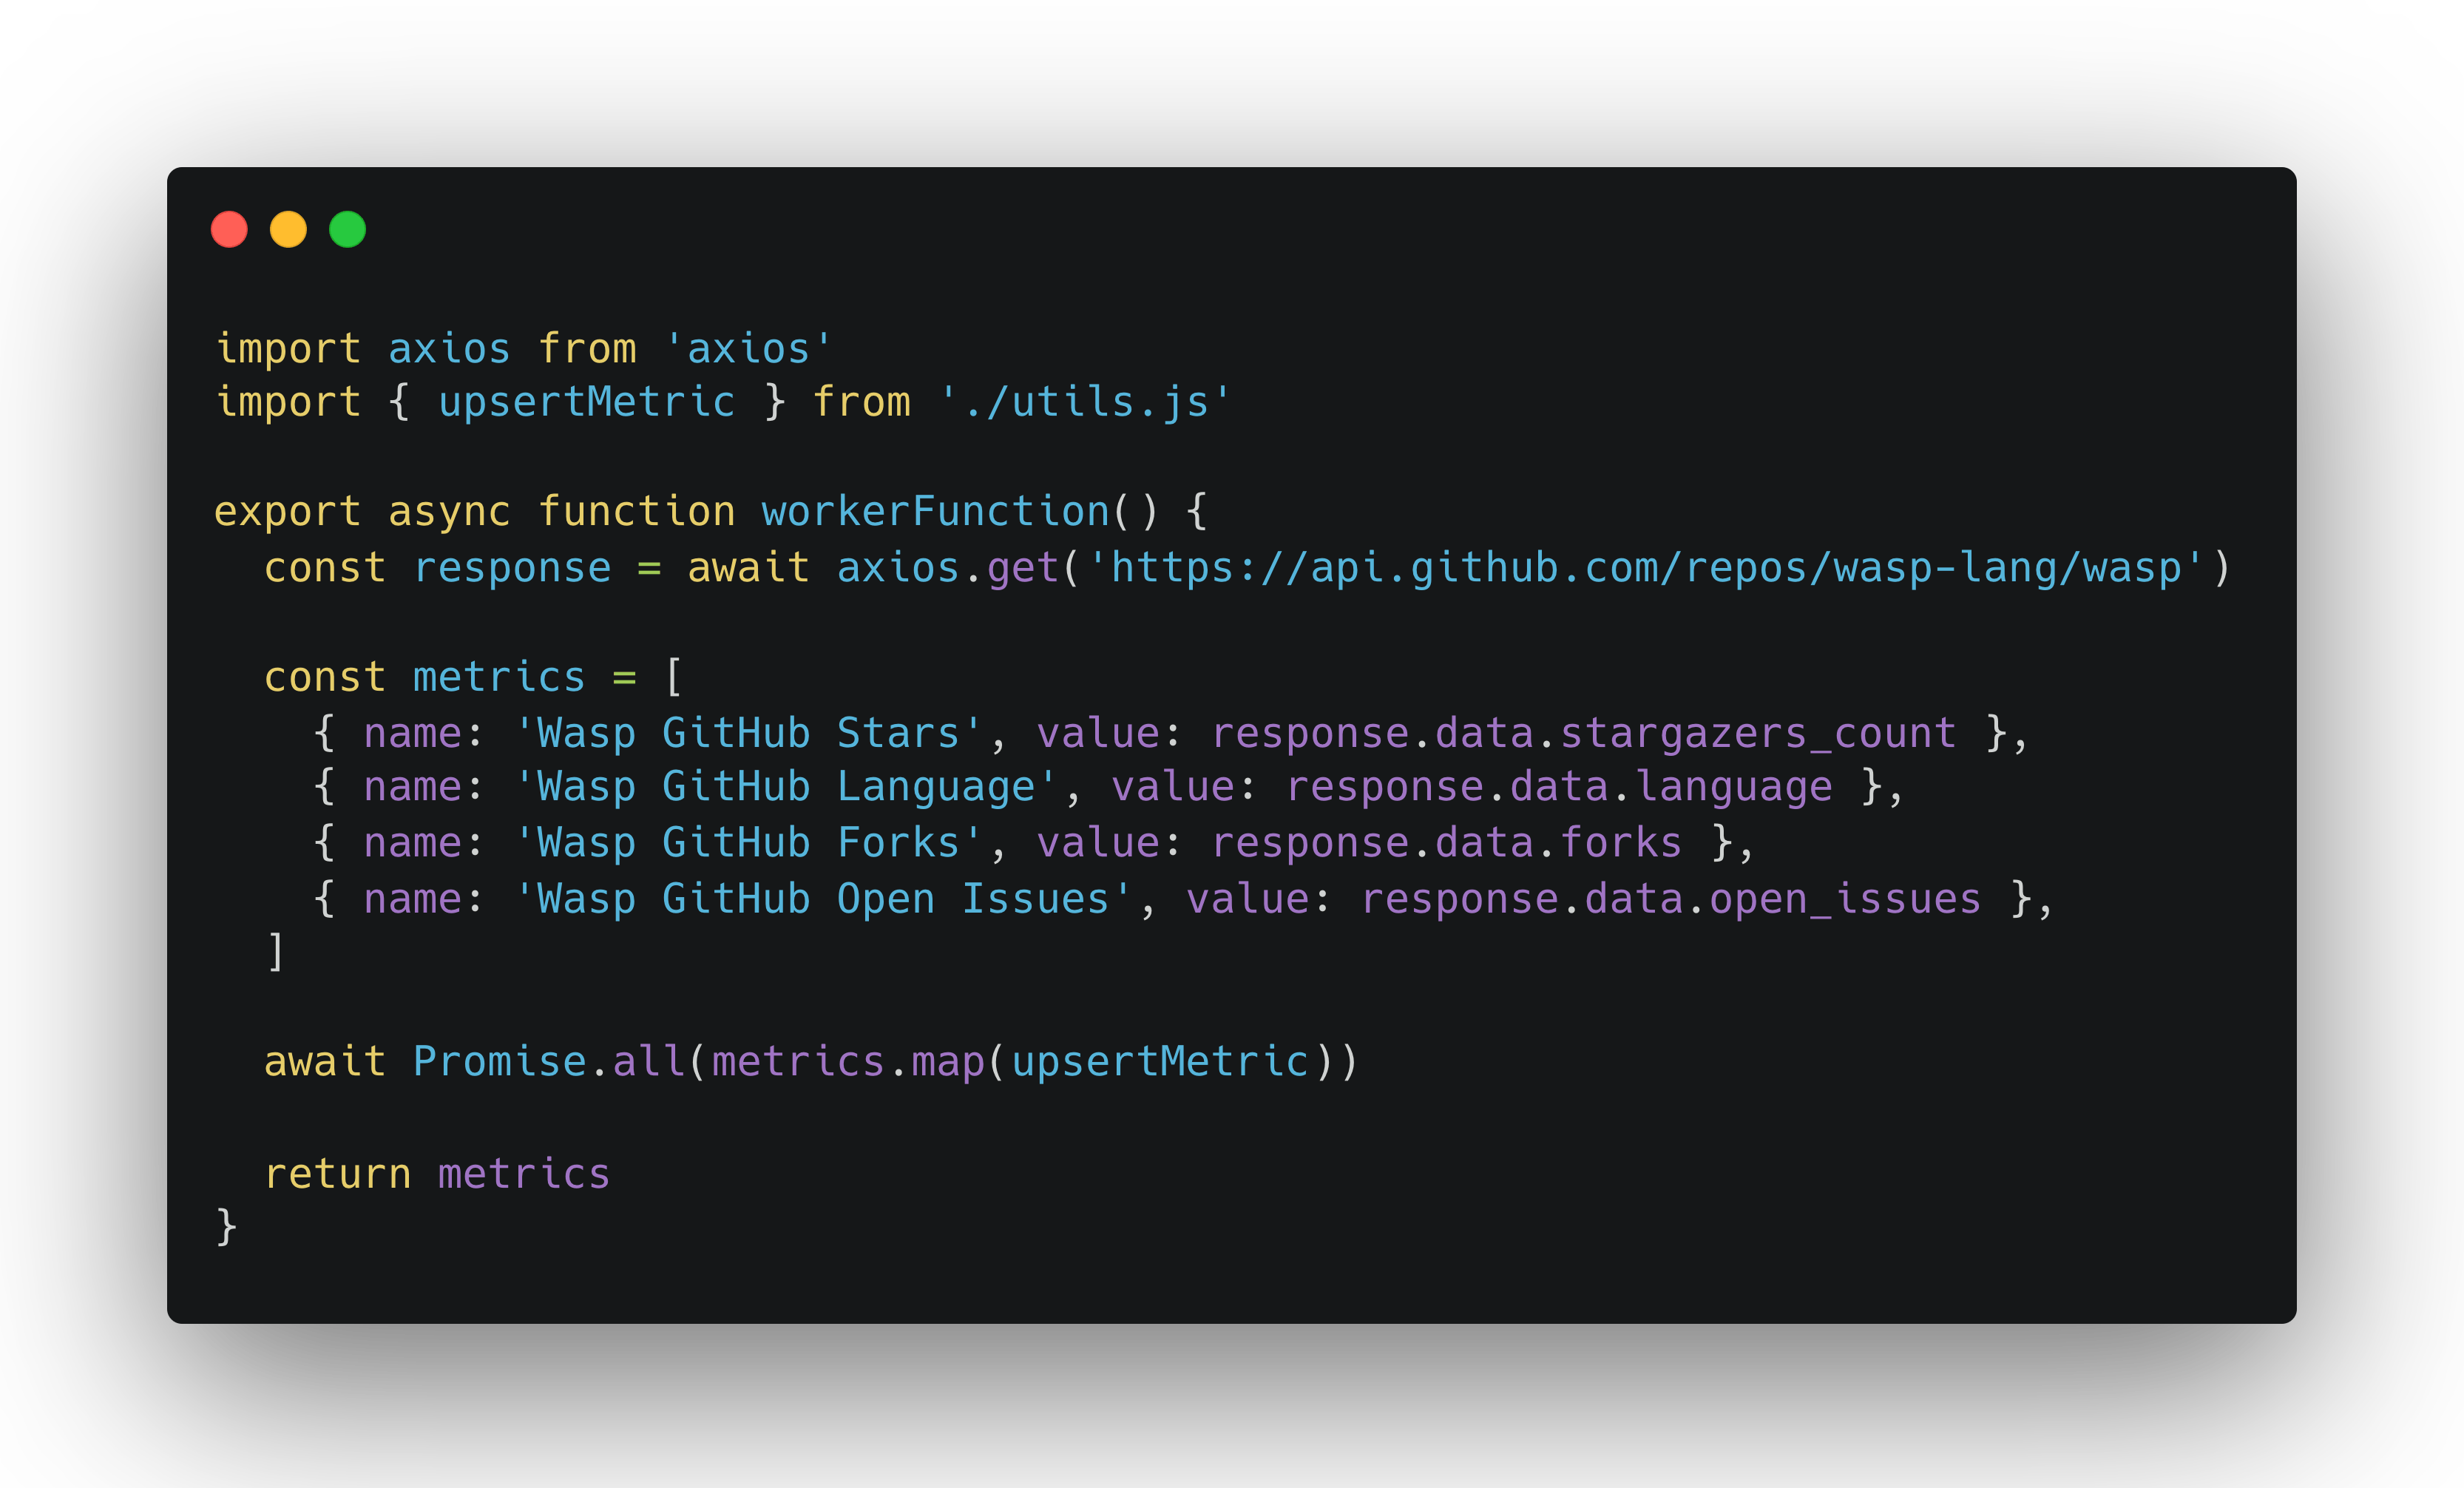 import axios from 'axios'
import { upsertMetric } from './utils.js'
export async function workerFunction() {
  const response = await axios.get('https://api.github.com/repos/wasp-lang/wasp')
  const metrics = [
    { name: 'Wasp GitHub Stars', value: response.data.stargazers_count },
    { name: 'Wasp GitHub Language', value: response.data.language },
    { name: 'Wasp GitHub Forks', value: response.data.forks },
    { name: 'Wasp GitHub Open Issues', value: response.data.open_issues },
  ]
  await Promise.all(metrics.map(upsertMetric))
  return metrics
}